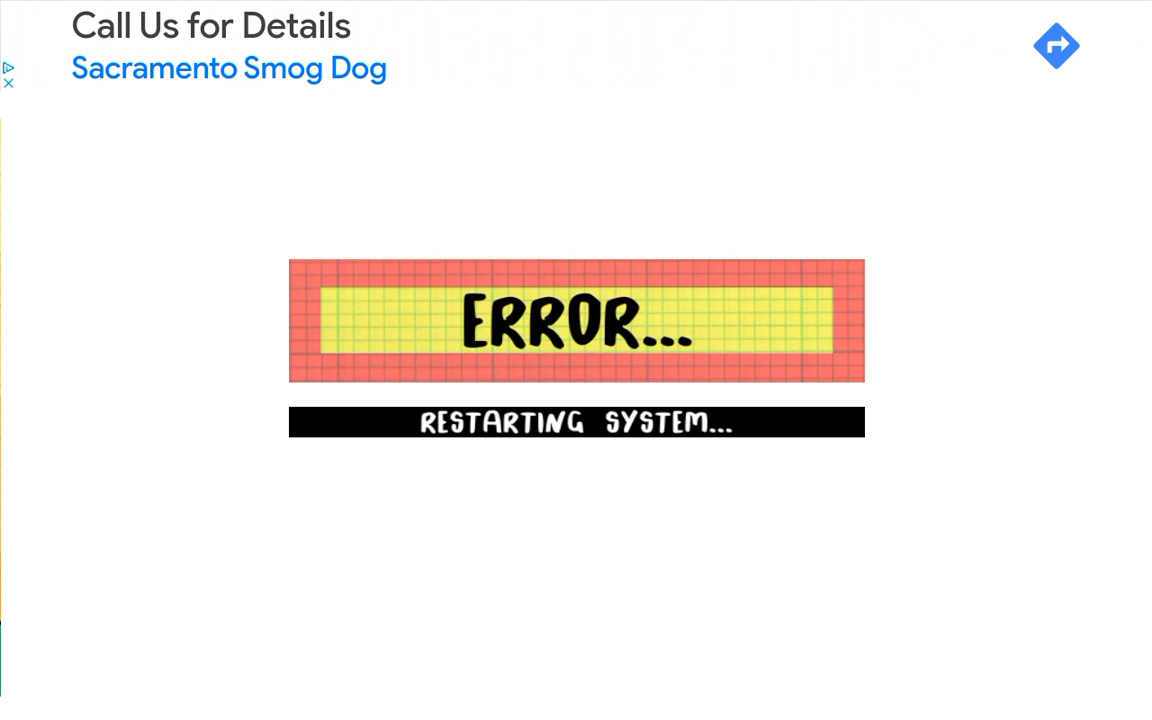 Call Us for Details
Sacramento Smog Dog
ERROR...
RESTARTING SYSTEM...